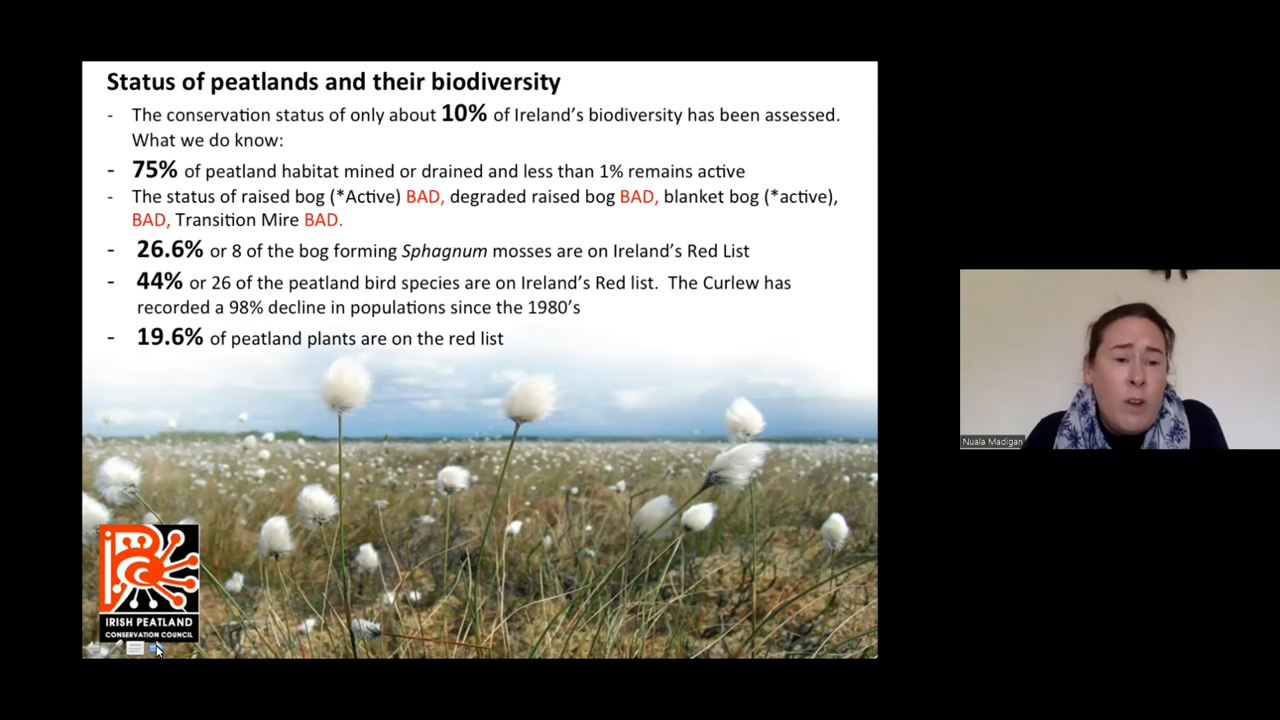 Status of peatlands and their biodiversity
- The conservation status of only about 10% of Ireland's biodiversity has been assessed.
What we do know:
- 75% of peatland habitat mined or drained and less than 1% remains active
- The status of raised bog (*Active) BAD, degraded raised bog BAD, blanket bog (*active),
BAD, Transition Mire BAD.
- 26.6% or 8 of the bog forming Sphagnum mosses are on Ireland's Red List
- 44% or 26 of the peatland bird species are on Ireland's Red list. The Curlew has
recorded a 98% decline in populations since the 1980's
- 19.6% of peatland plants are on the red list
Nuala Madigan
IRISH PEATLAND
CONSERVATION COUNCIL